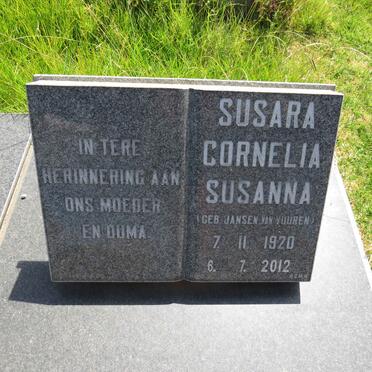 IN TERE
HERINNERING AAN
ONS MOEDER
EN OUMA
SUSARA
CORNELIA
SUSANNA
(GEB. JANSEN VAN VUUREN)
7. 11. 1920
6. 7. 2012